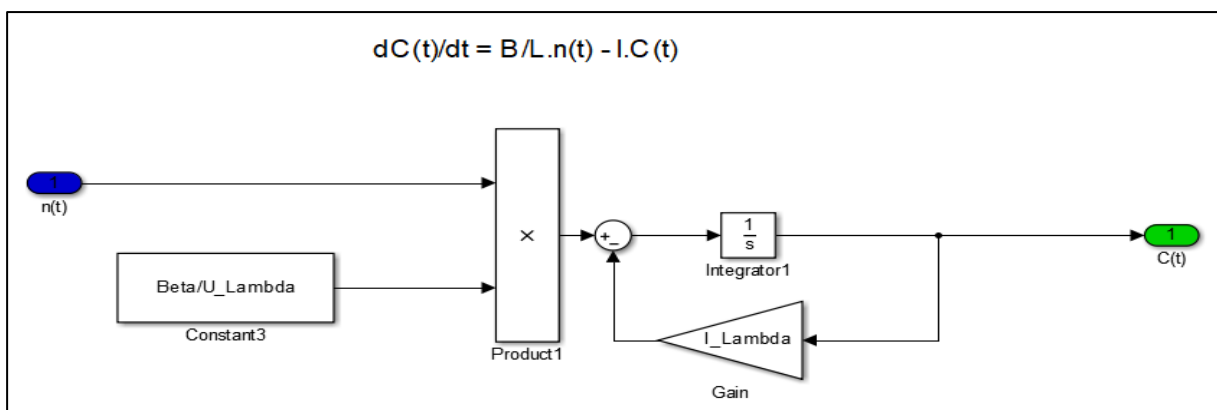 dC(t)/dt = B/L.n(t) - l.C(t)
1
n(t)
Beta/U_Lambda
Constant3
×
Product1
+
-
1
s
Integrator1
l_Lambda
Gain
1
C(t)